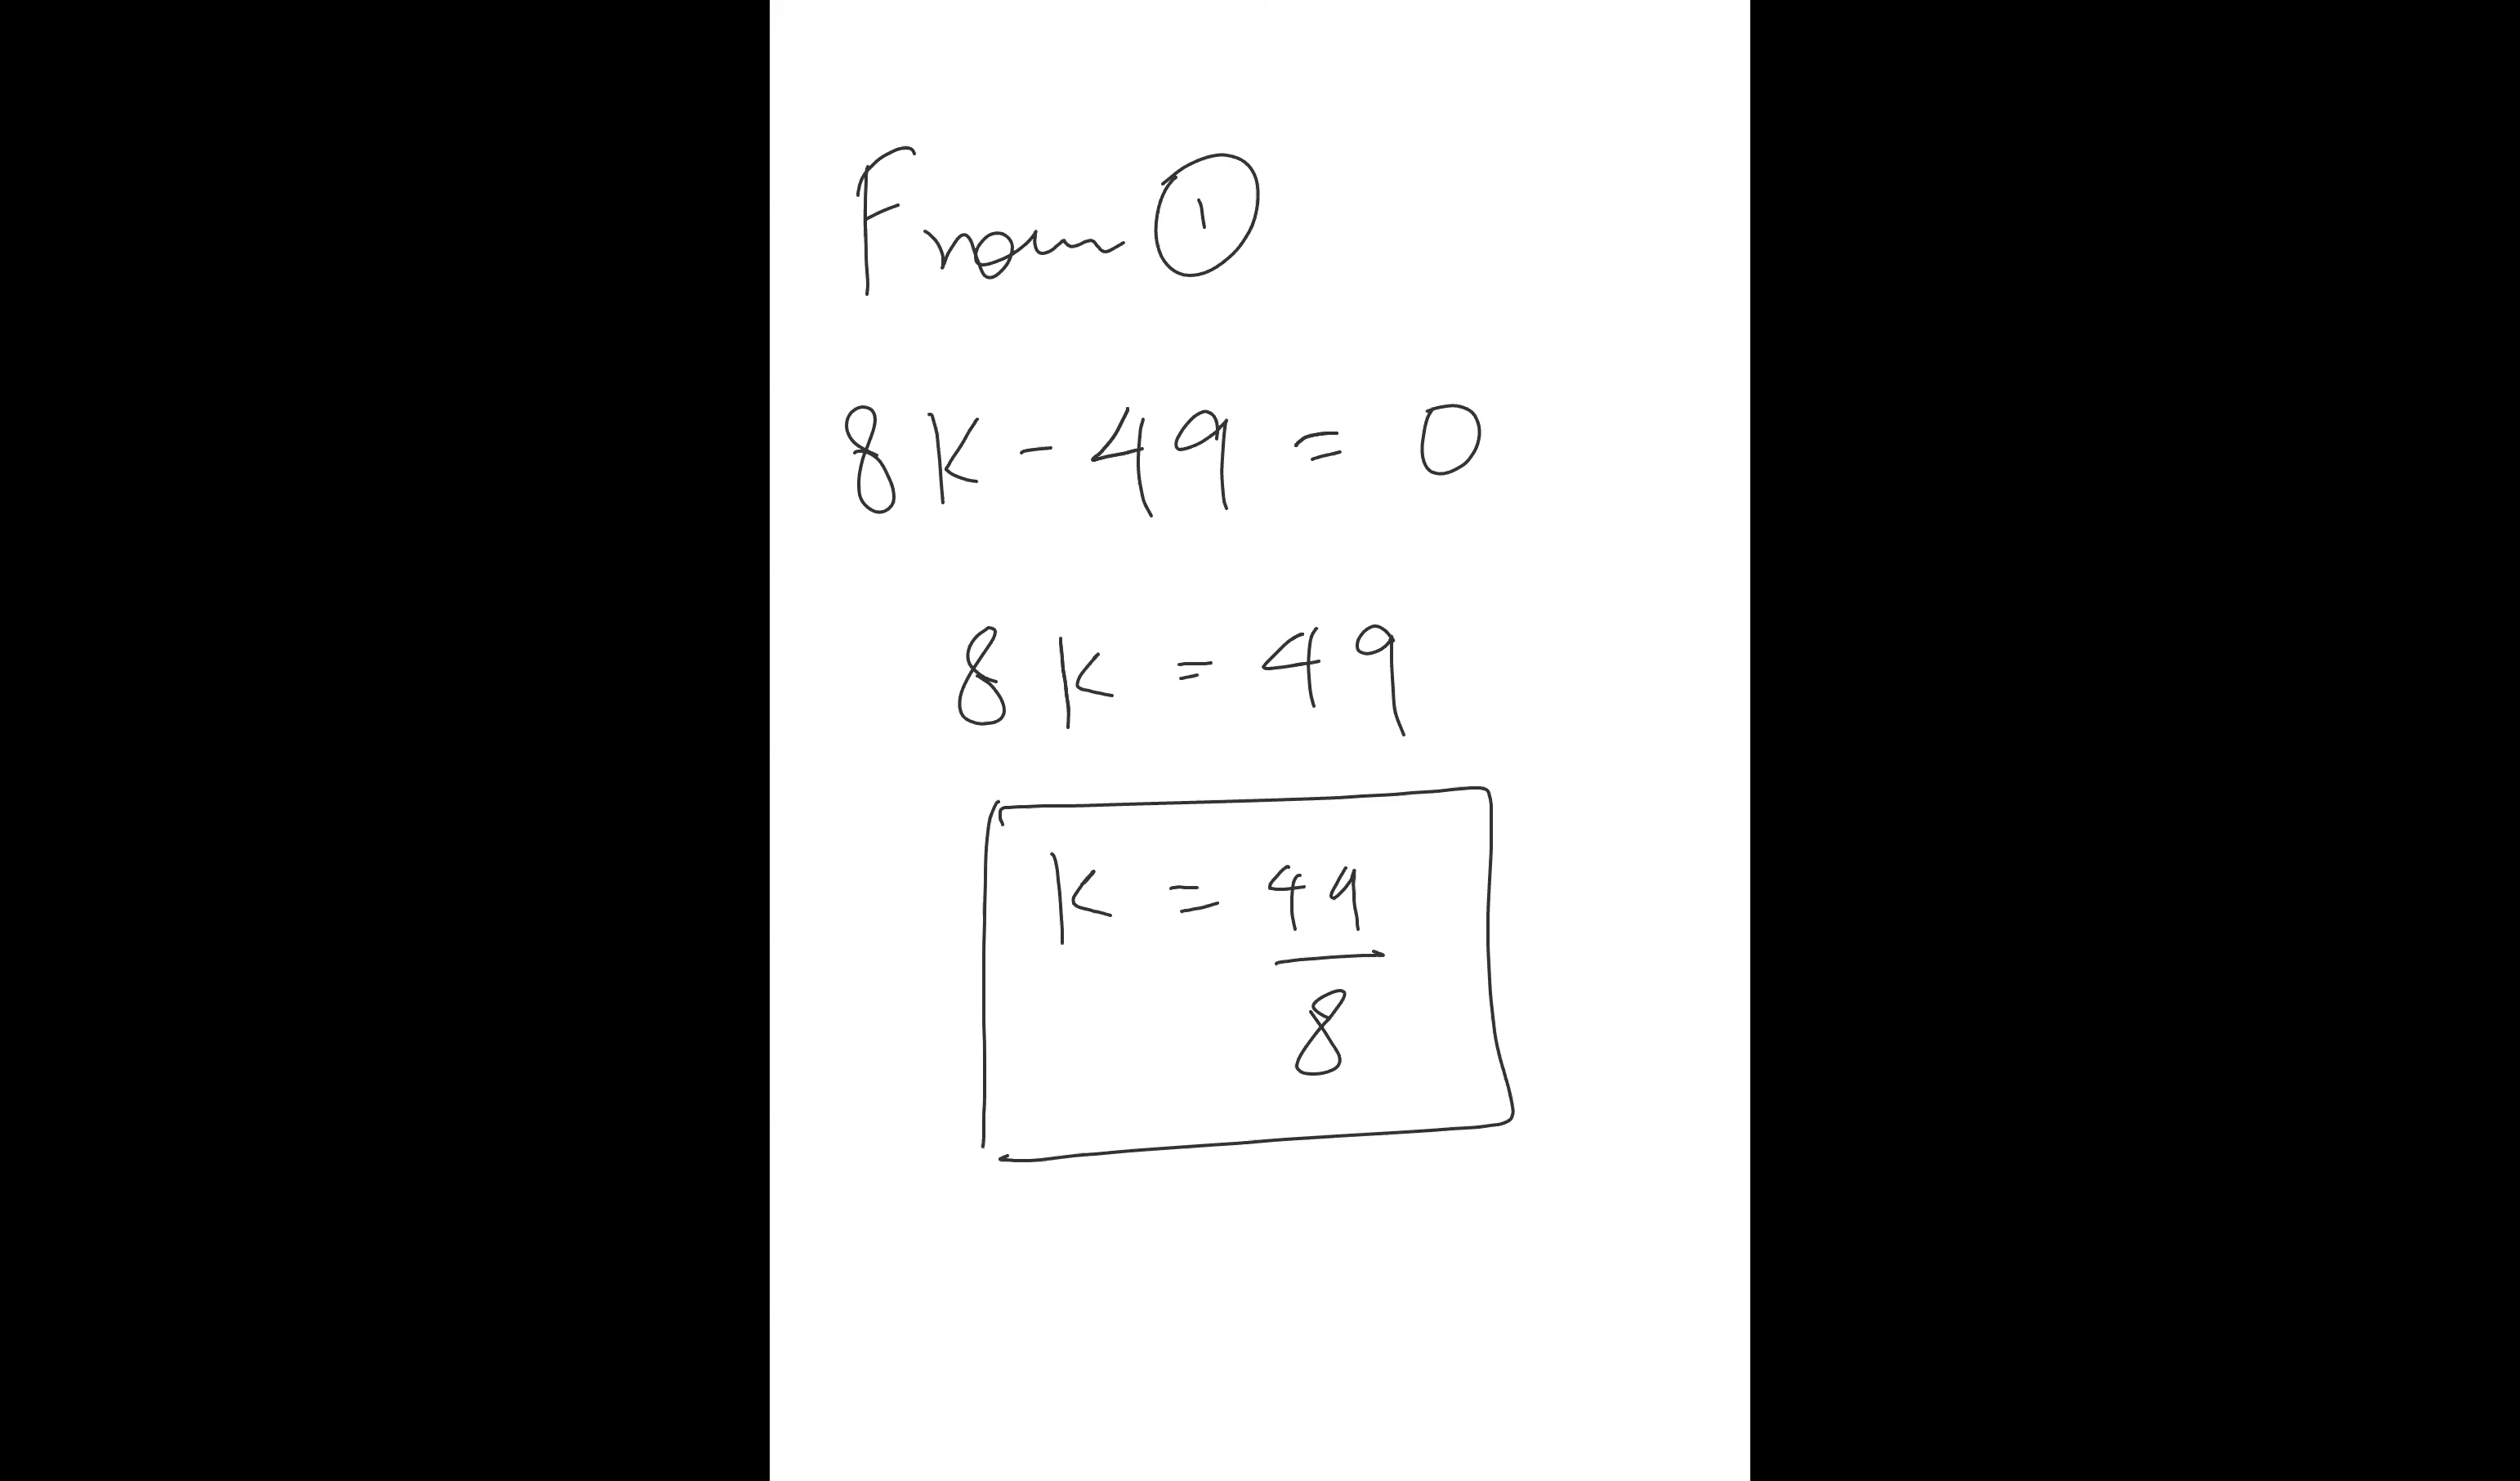 From ①
8K - 49 = 0
8K = 49
K = 49
8